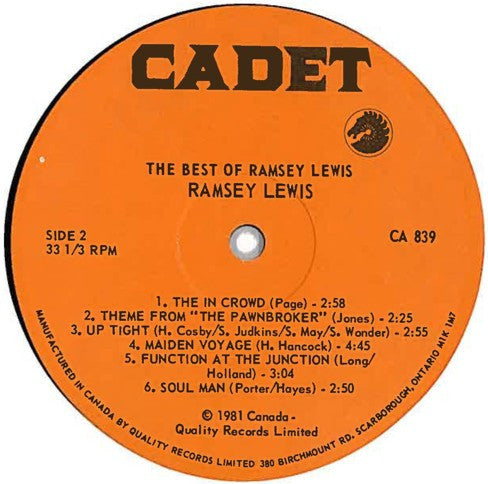 CADET
THE BEST OF RAMSEY LEWIS
RAMSEY LEWIS
SIDE 2
33 1/3 RPM
CA 839
1. THE IN CROWD (Page) - 2:58
2. THEME FROM "THE PAWNBROKER" (Jones) - 2:25
3. UP TIGHT (H. Cosby/S. Judkins/S. May/S. Wonder) - 2:55
4. MAIDEN VOYAGE (H. Hancock) - 4:45
5. FUNCTION AT THE JUNCTION (Long/
Holland) - 3:04
6. SOUL MAN (Porter/Hayes) - 2:50
© 1981 Canada -
Quality Records Limited
MANUFACTURED IN CANADA BY QUALITY RECORDS LIMITED 380 BIRCHMOUNT RD. SCARBOROUGH, ONTARIO M1K 1M7